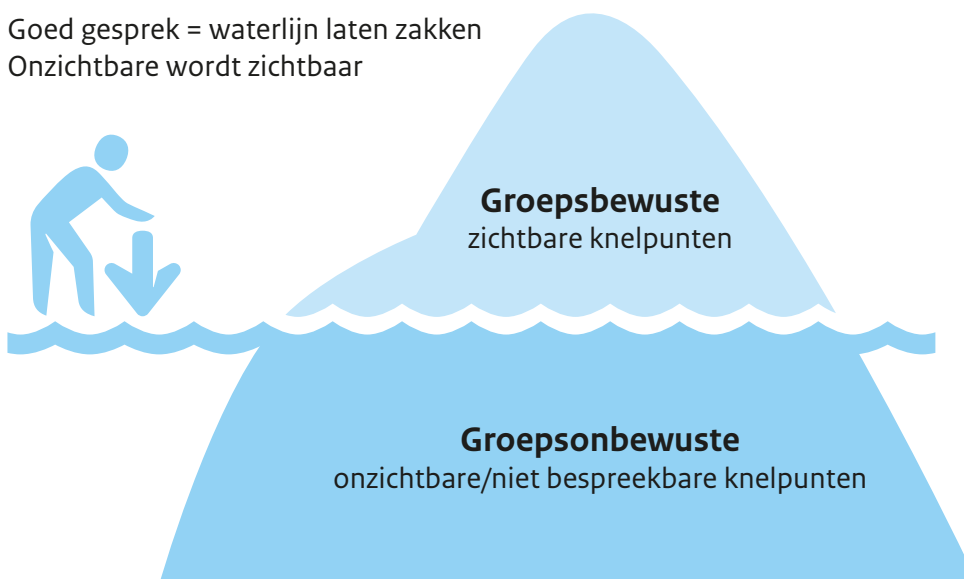 Goed gesprek = waterlijn laten zakken
Onzichtbare wordt zichtbaar
Groepsbewuste
zichtbare knelpunten
Groepsonbewuste
onzichtbare/niet bespreekbare knelpunten